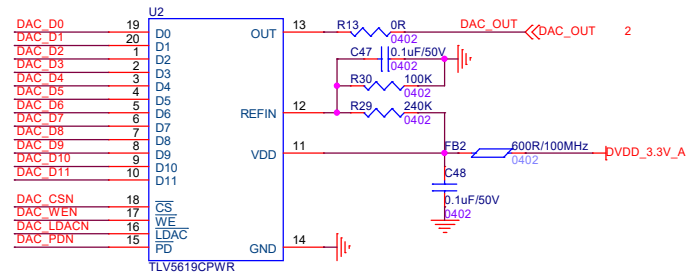 U2
DAC_D0 19 D0 OUT 13 R13 0R 0402 DAC_OUT DAC_OUT 2
DAC_D1 20 D1
DAC_D2 1 D2 C47 0.1uF/50V 0402
DAC_D3 2 D3
DAC_D4 3 D4 R30 100K 0402
DAC_D5 4 D5
DAC_D6 5 D6 REFIN 12 R29 240K 0402
DAC_D7 6 D7
DAC_D8 7 D8
DAC_D9 8 D9 VDD 11 FB2 600R/100MHz 0402 DVDD_3.3V_A
DAC_D10 9 D10
DAC_D11 10 D11 C48 0.1uF/50V 0402
DAC_CSN 18 CS
DAC_WEN 17 WE
DAC_LDACN 16 LDAC
DAC_PDN 15 PD GND 14
TLV5619CPWR